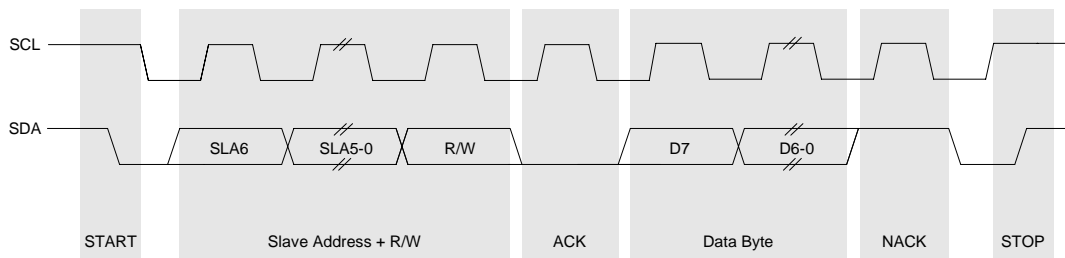 SCL
SDA
SLA6 SLA5-0 R/W D7 D6-0
START Slave Address + R/W ACK Data Byte NACK STOP